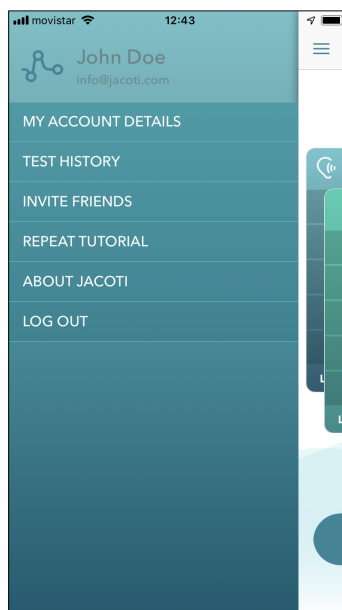 movistar 12:43
John Doe
info@jacoti.com
MY ACCOUNT DETAILS
TEST HISTORY
INVITE FRIENDS
REPEAT TUTORIAL
ABOUT JACOTI
LOG OUT
L
L